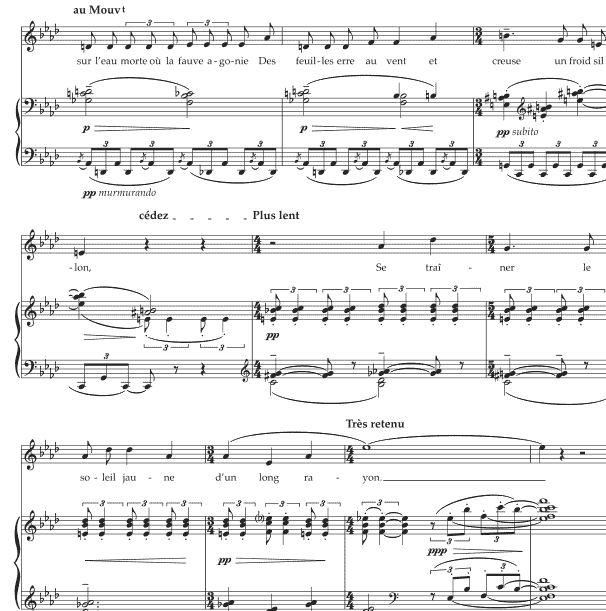 au Mouvt
sur l'eau morte où la fauve a-go-nie Des feuil-les erre au vent et creuse un froid sil
p p pp subito
pp murmurando
cédez Plus lent
-lon, Se traî- ner le
pp
Très retenu
so-leil jau-ne d'un long ra-yon.
pp ppp